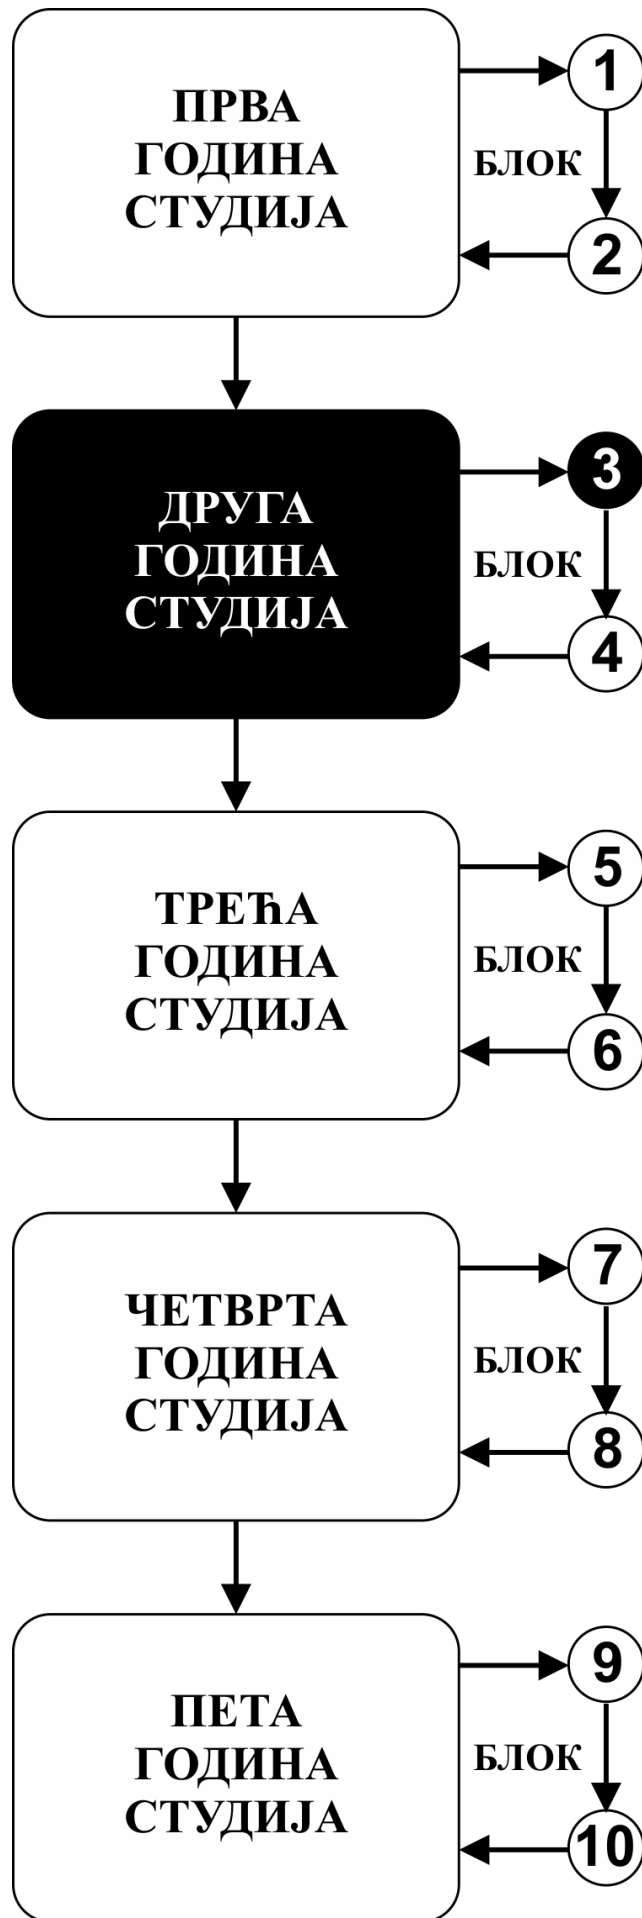 ПРВА
ГОДИНА
СТУДИЈА
1
БЛОК
2
ДРУГА
ГОДИНА
СТУДИЈА
3
БЛОК
4
ТРЕЋА
ГОДИНА
СТУДИЈА
5
БЛОК
6
ЧЕТВРТА
ГОДИНА
СТУДИЈА
7
БЛОК
8
ПЕТА
ГОДИНА
СТУДИЈА
9
БЛОК
10